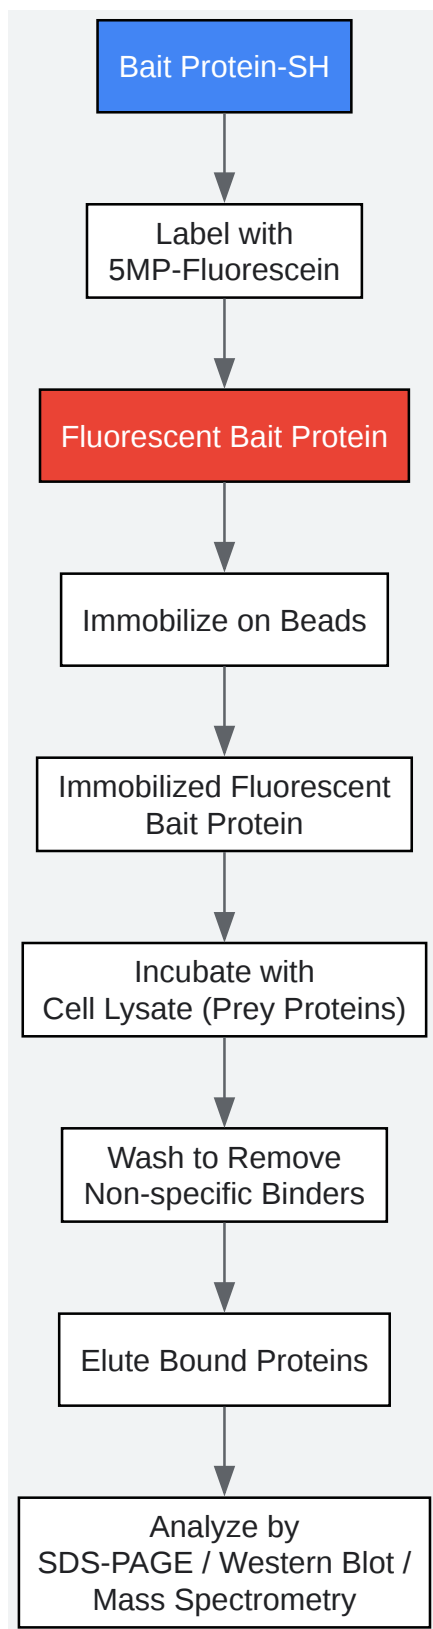 Bait Protein-SH
Label with
5MP-Fluorescein
Fluorescent Bait Protein
Immobilize on Beads
Immobilized Fluorescent
Bait Protein
Incubate with
Cell Lysate (Prey Proteins)
Wash to Remove
Non-specific Binders
Elute Bound Proteins
Analyze by
SDS-PAGE / Western Blot /
Mass Spectrometry